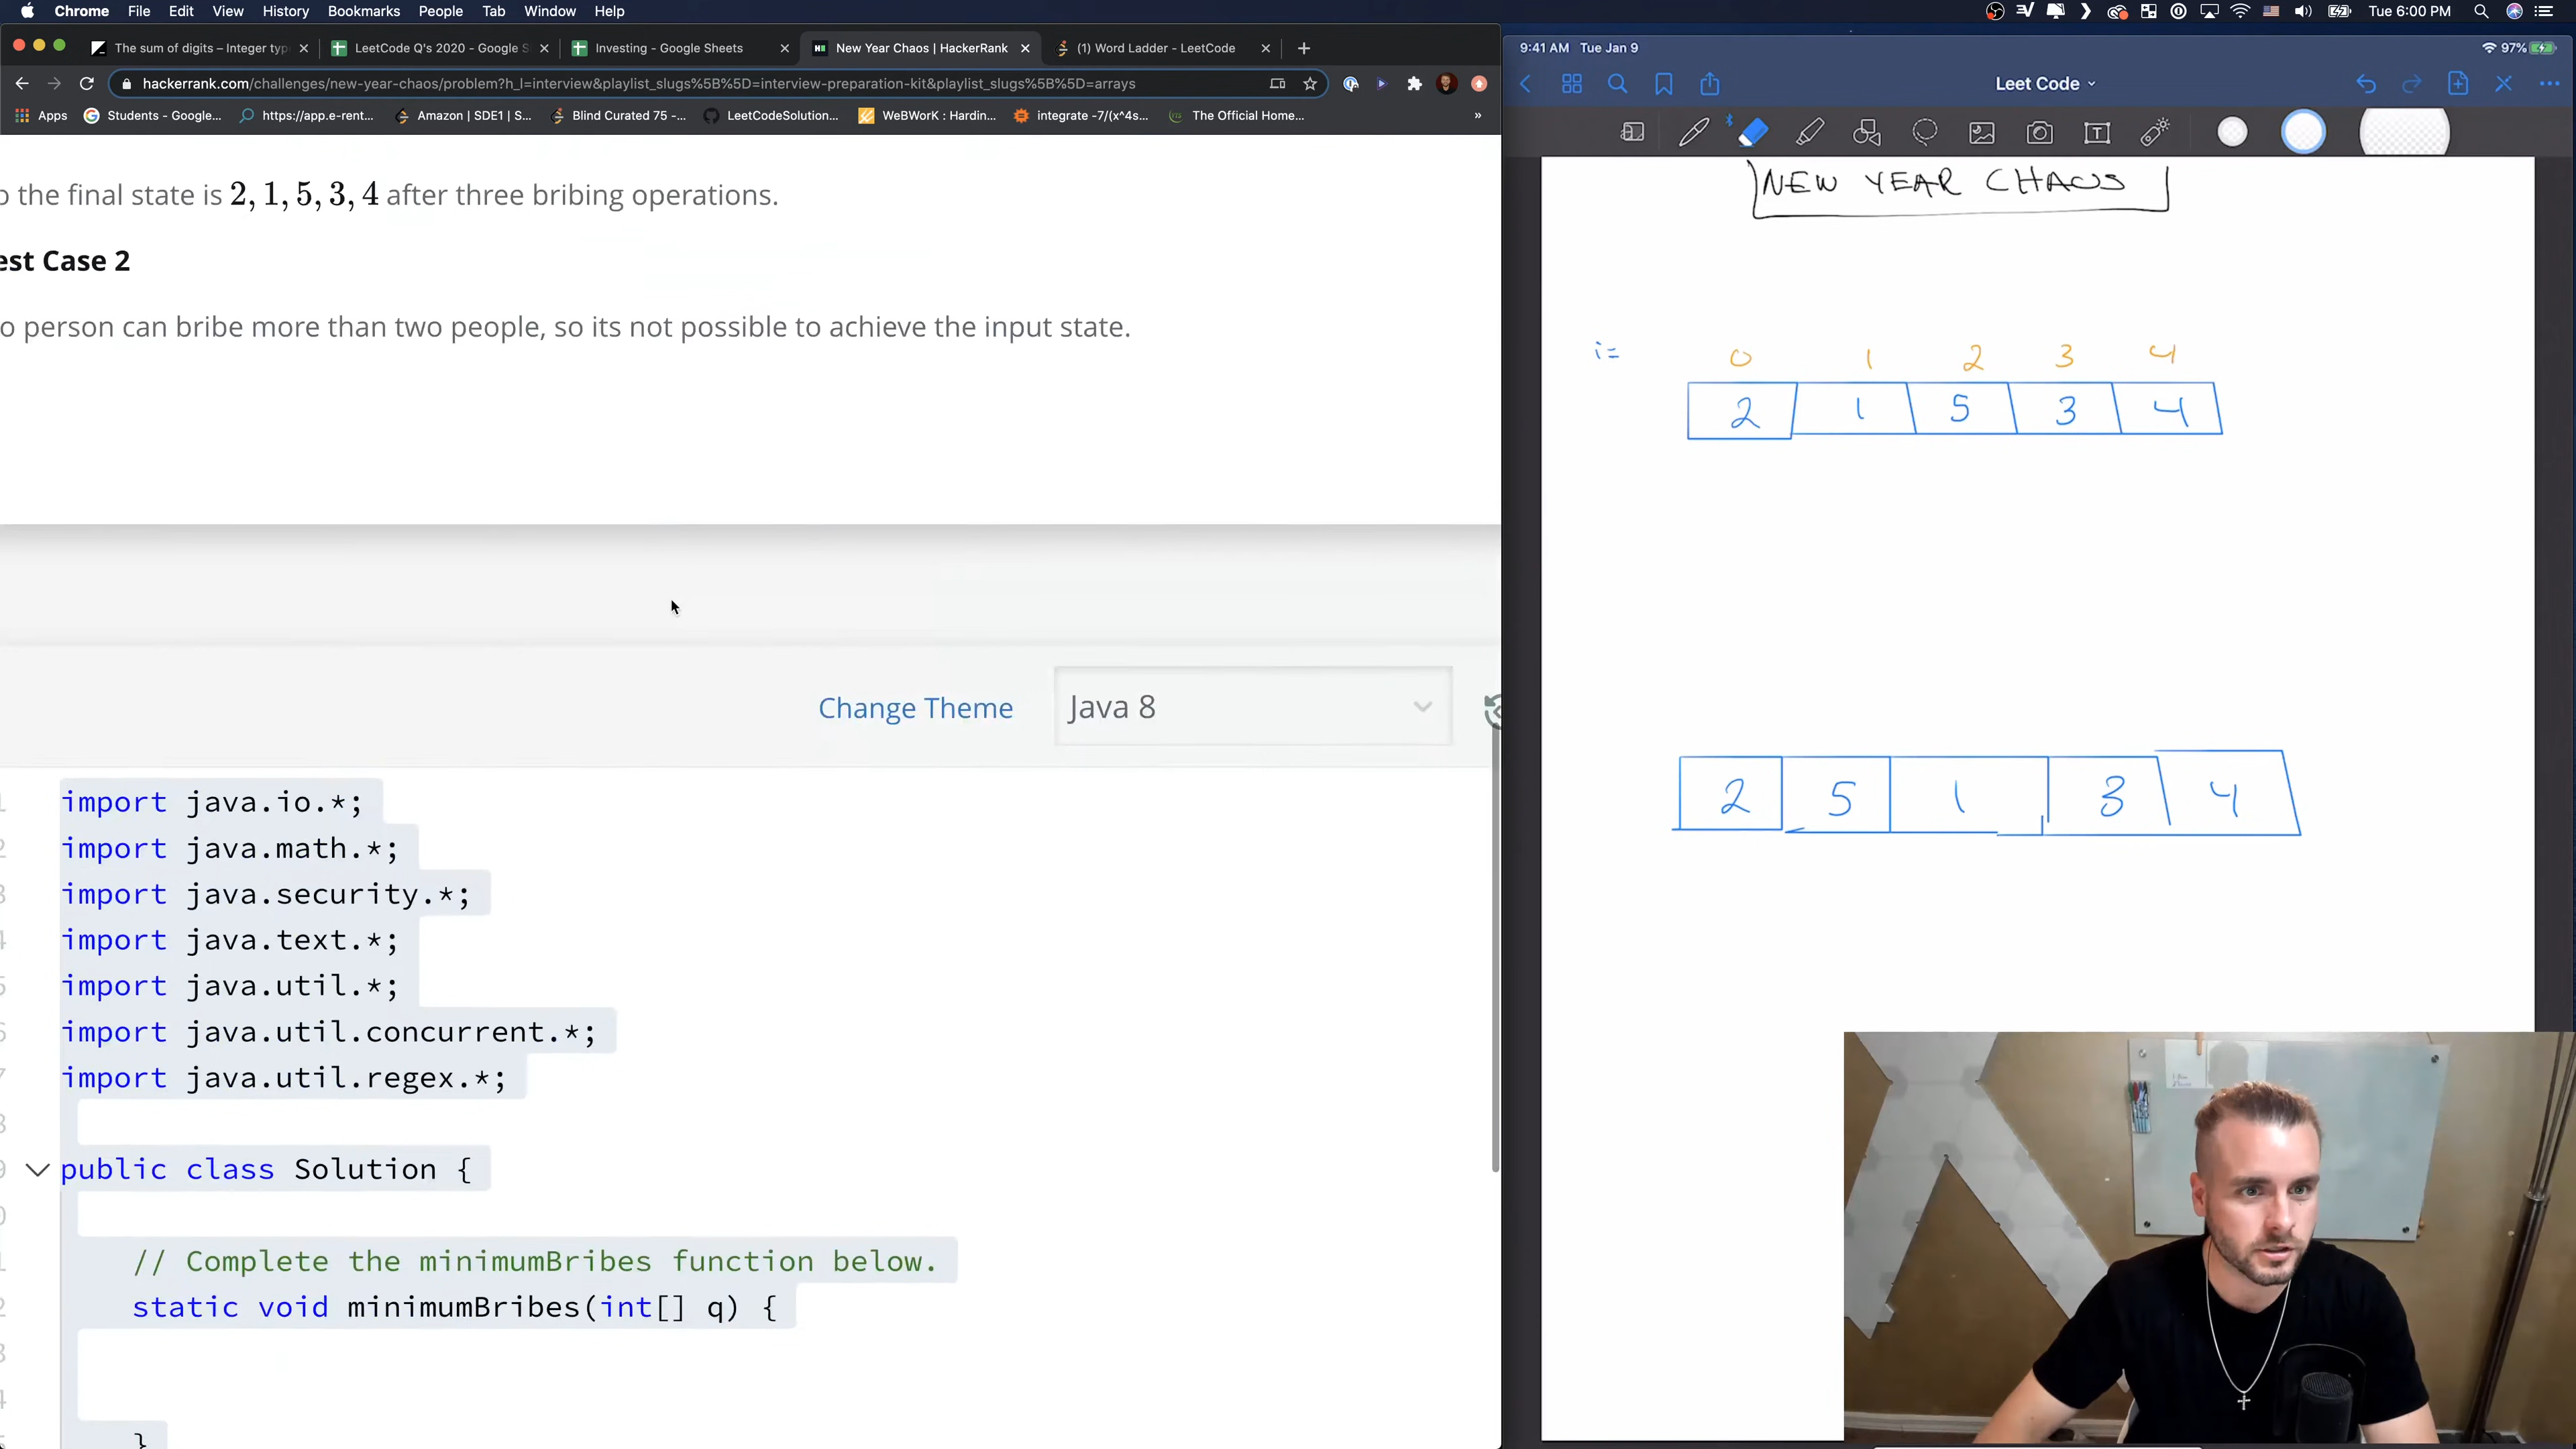 Chrome File Edit View History Bookmarks People Tab Window Help
Tue 6:00 PM
The sum of digits – Integer typ
LeetCode Q's 2020 - Google S
Investing - Google Sheets
New Year Chaos | HackerRank
(1) Word Ladder - LeetCode
hackerrank.com/challenges/new-year-chaos/problem?h_l=interview&playlist_slugs%5B%5D=interview-preparation-kit&playlist_slugs%5B%5D=arrays
Apps
Students - Google...
https://app.e-rent...
Amazon | SDE1 | S...
Blind Curated 75 -...
LeetCodeSolution...
WeBWorK : Hardin...
integrate -7/(x^4s...
The Official Home...
»
o the final state is 2, 1, 5, 3, 4 after three bribing operations.
est Case 2
o person can bribe more than two people, so its not possible to achieve the input state.
Change Theme
Java 8
import java.io.*;
import java.math.*;
import java.security.*;
import java.text.*;
import java.util.*;
import java.util.concurrent.*;
import java.util.regex.*;
public class Solution {
// Complete the minimumBribes function below.
static void minimumBribes(int[] q) {
}
9:41 AM Tue Jan 9
97%
Leet Code
NEW YEAR CHAOS
i= 0 1 2 3 4
2 1 5 3 4
2 5 1 3 4